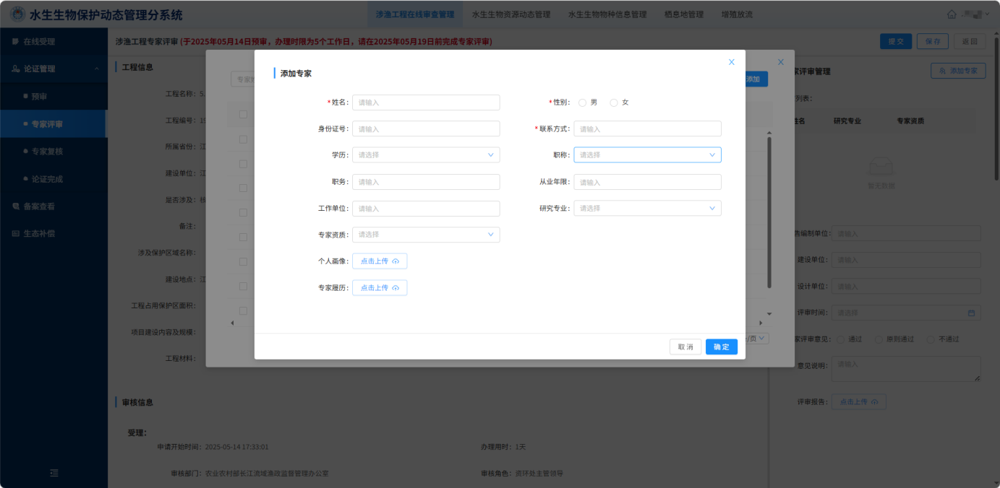 水生生物保护动态管理分系统
涉渔工程在线审查管理 水生生物资源动态管理 水生生物物种信息管理 栖息地管理 增殖放流
在线受理
论证管理
预审
专家评审
专家复核
论证完成
备案查看
生态补偿
涉渔工程专家评审 (于2025年05月14日预审，办理时限为5个工作日，请在2025年05月19日前完成专家评审)
提交 保存 返回
工程信息
工程名称：5.
工程编号：19
所属省份：江
建设单位：江
是否涉及：核
备注：
涉及保护区域名称：
建设地点：江
工程占用保护区面积：
项目建设内容及规模：
工程材料：
审核信息
受理：
申请开始时间：2025-05-14 17:33:01 办理用时：1天
审核部门：农业农村部长江流域渔政监督管理办公室 审核角色：资环处主管领导
专家
添加
/页
添加专家
*姓名： 请输入 *性别： 男 女
身份证号： 请输入 *联系方式： 请输入
学历： 请选择 职称： 请选择
职务： 请输入 从业年限： 请输入
工作单位： 请输入 研究专业： 请选择
专家资质： 请选择
个人画像： 点击上传
专家履历： 点击上传
取消 确定
家评审管理 添加专家
列表：
姓名 研究专业 专家资质
暂无数据
告编制单位： 请输入
建设单位： 请输入
设计单位： 请输入
评审时间： 请选择
家评审意见： 通过 原则通过 不通过
意见说明： 请输入
评审报告： 点击上传